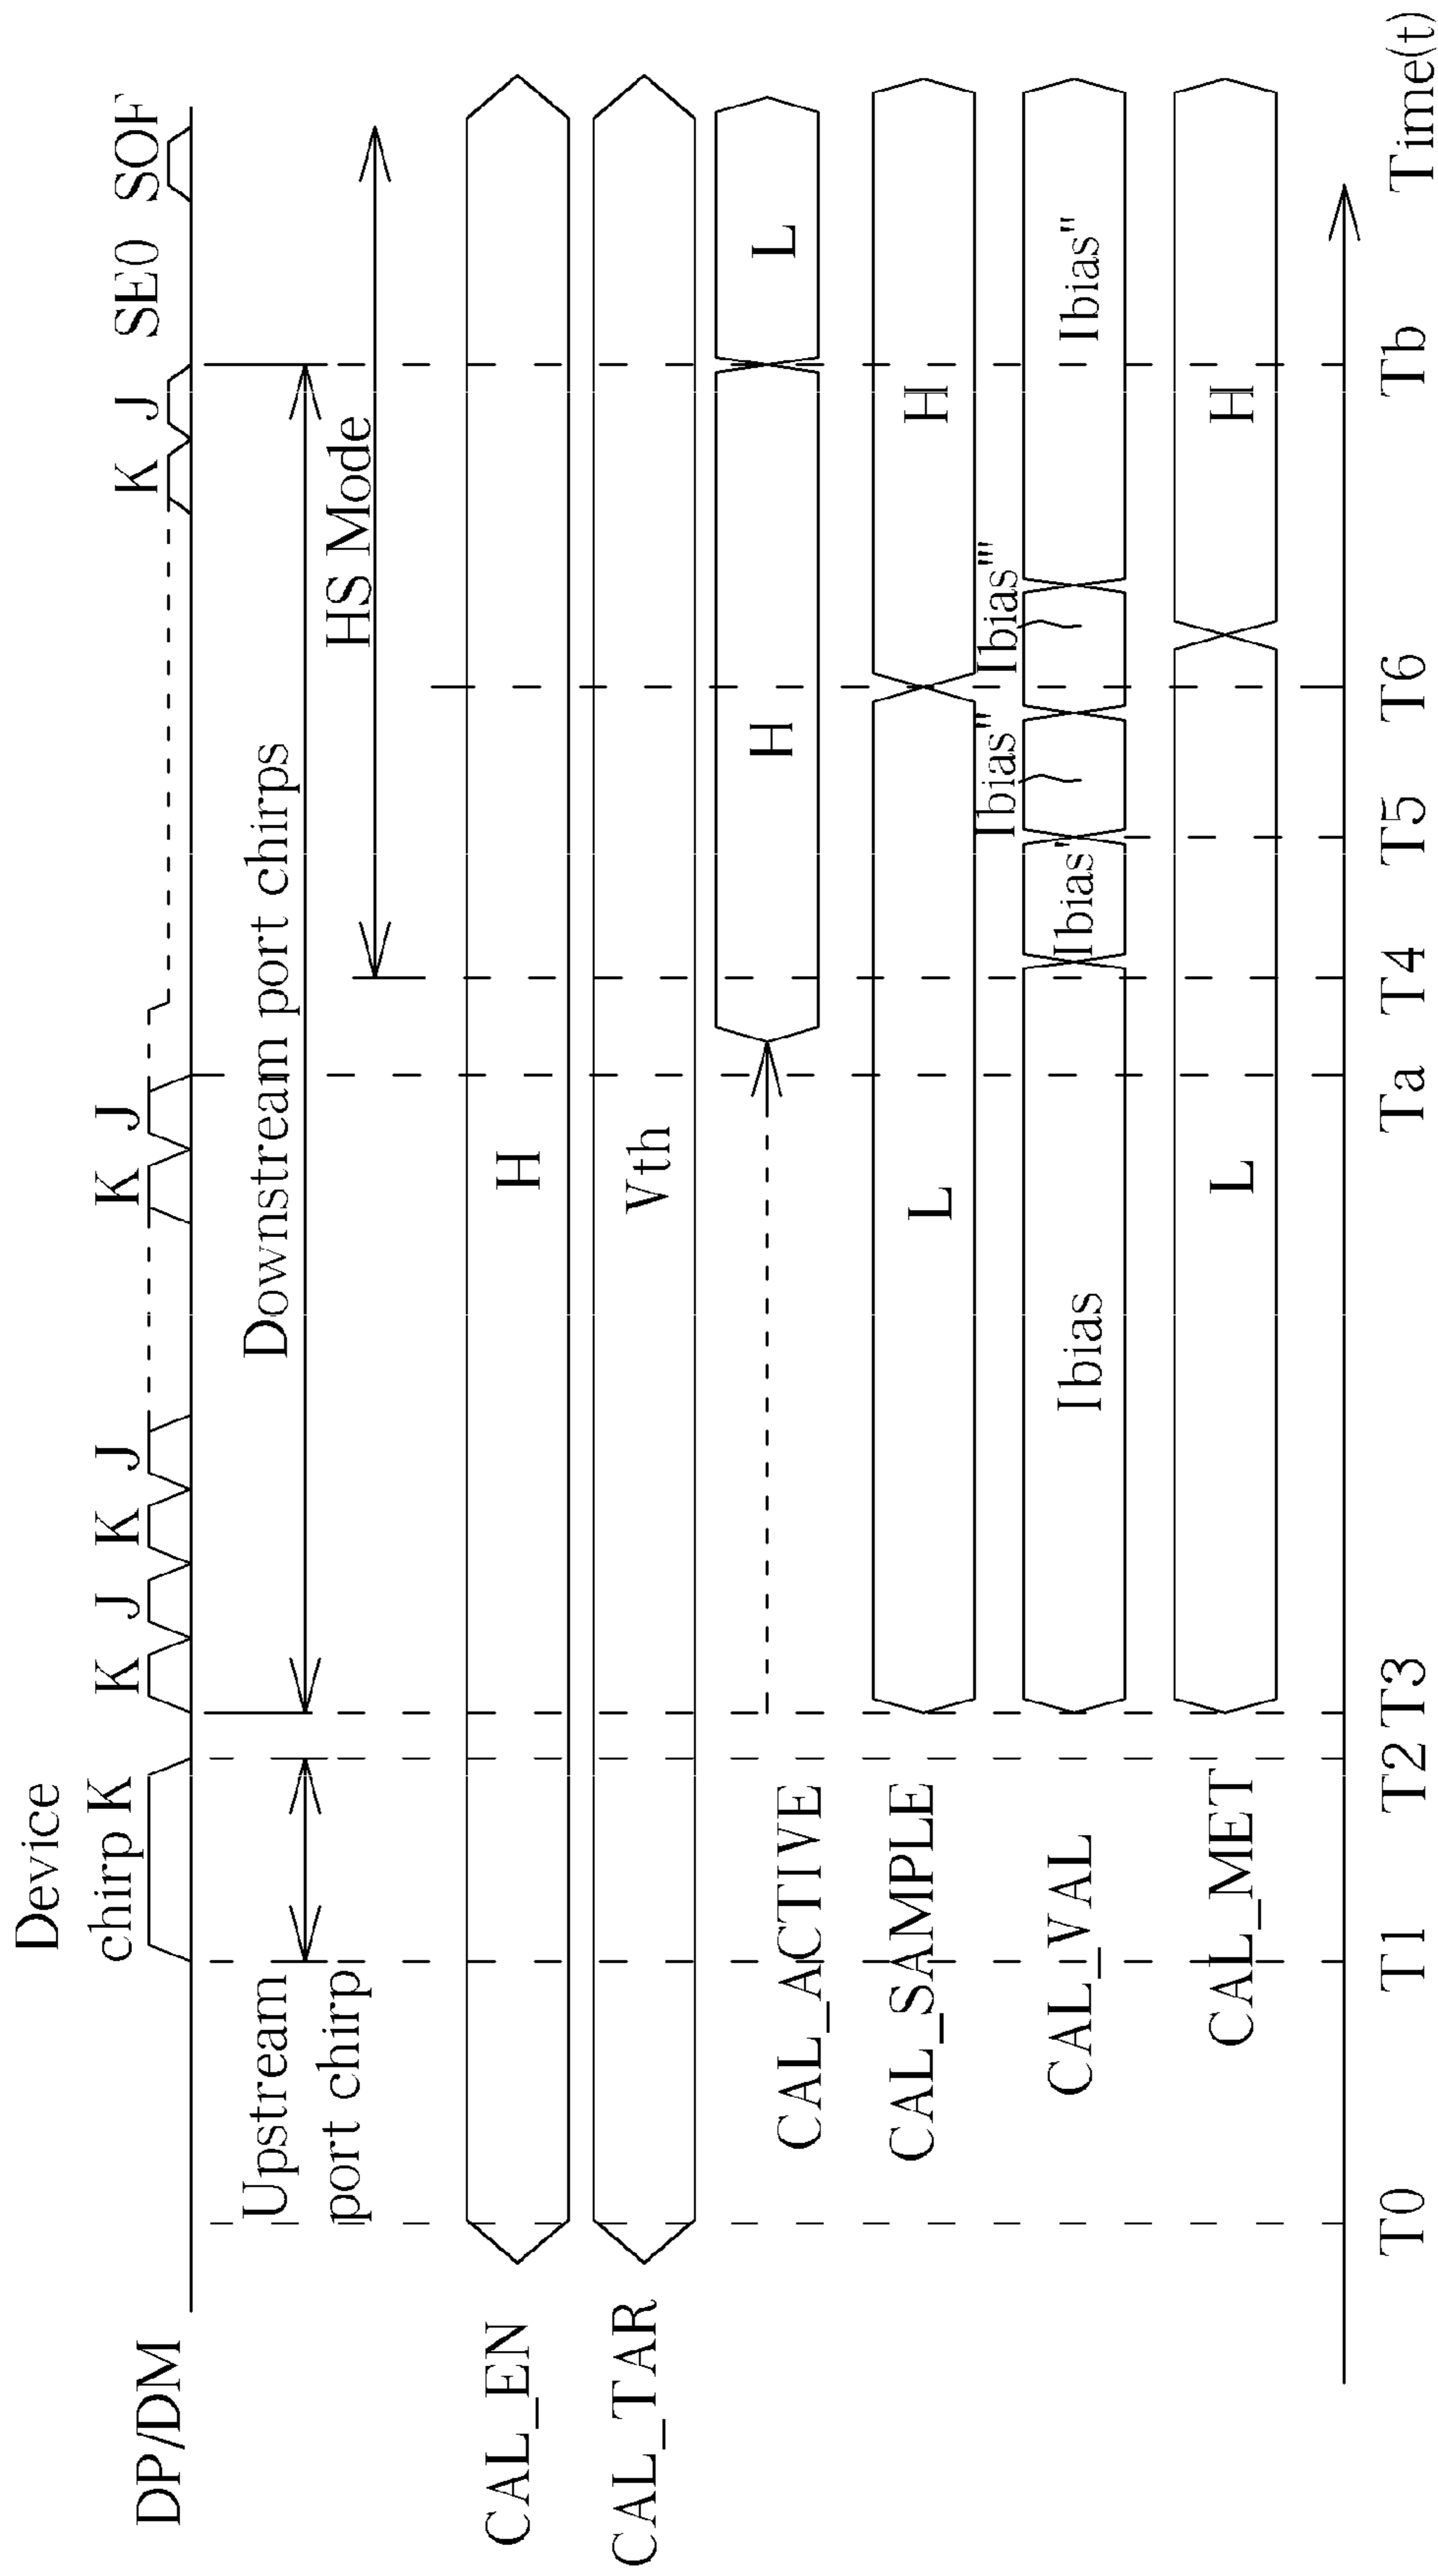 Device
chirp K
K J K J
K J
K J SE0 SOF
DP/DM
Upstream
port chirp
Downstream port chirps
HS Mode
CAL_EN
H
CAL_TAR
Vth
CAL_ACTIVE
H
L
CAL_SAMPLE
L
H
CAL_VAL
Ibias
Ibias'
Ibias''
Ibias'''
Ibias''
CAL_MET
L
H
T0 T1 T2 T3 Ta T4 T5 T6 Tb Time(t)